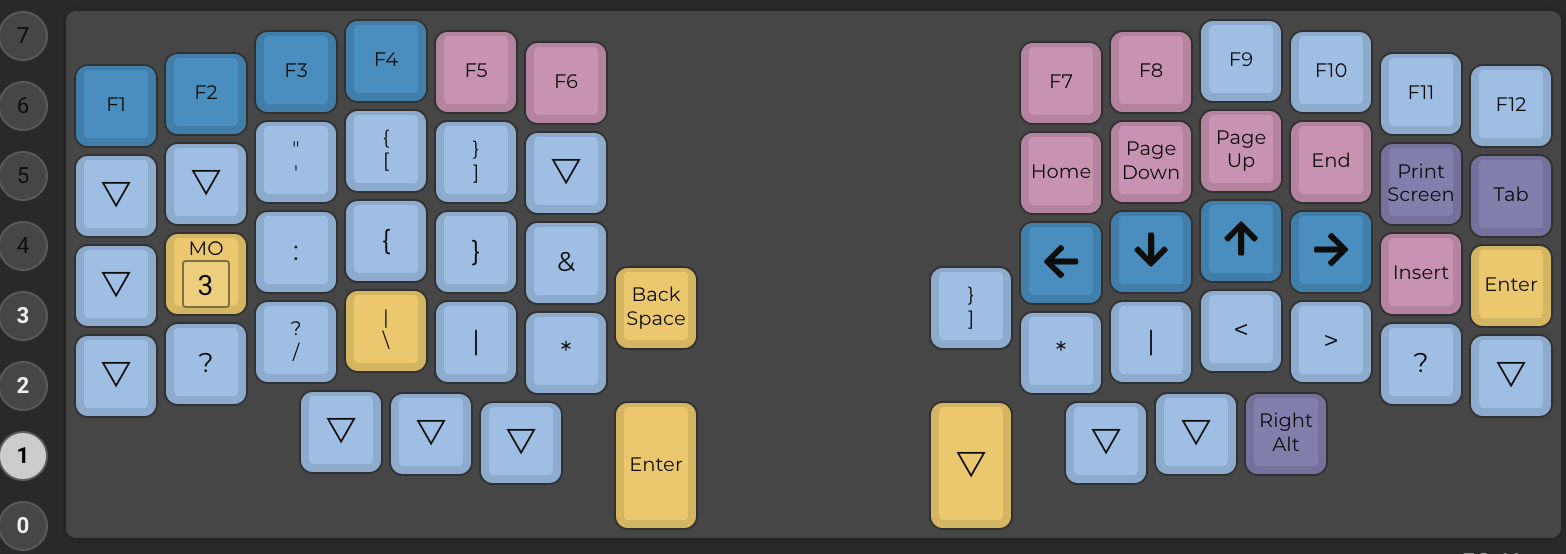 7
6
5
4
3
2
1
0
F1
F2
F3
F4
F5
F6
F7
F8
F9
F10
F11
F12
"
'
{
[
}
]
Home
Page
Down
Page
Up
End
Print
Screen
Tab
MO
3
:
{
}
&
Insert
Enter
?
?
/
|
\
|
*
Back
Space
}
]
*
|
<
>
?
Enter
Right
Alt